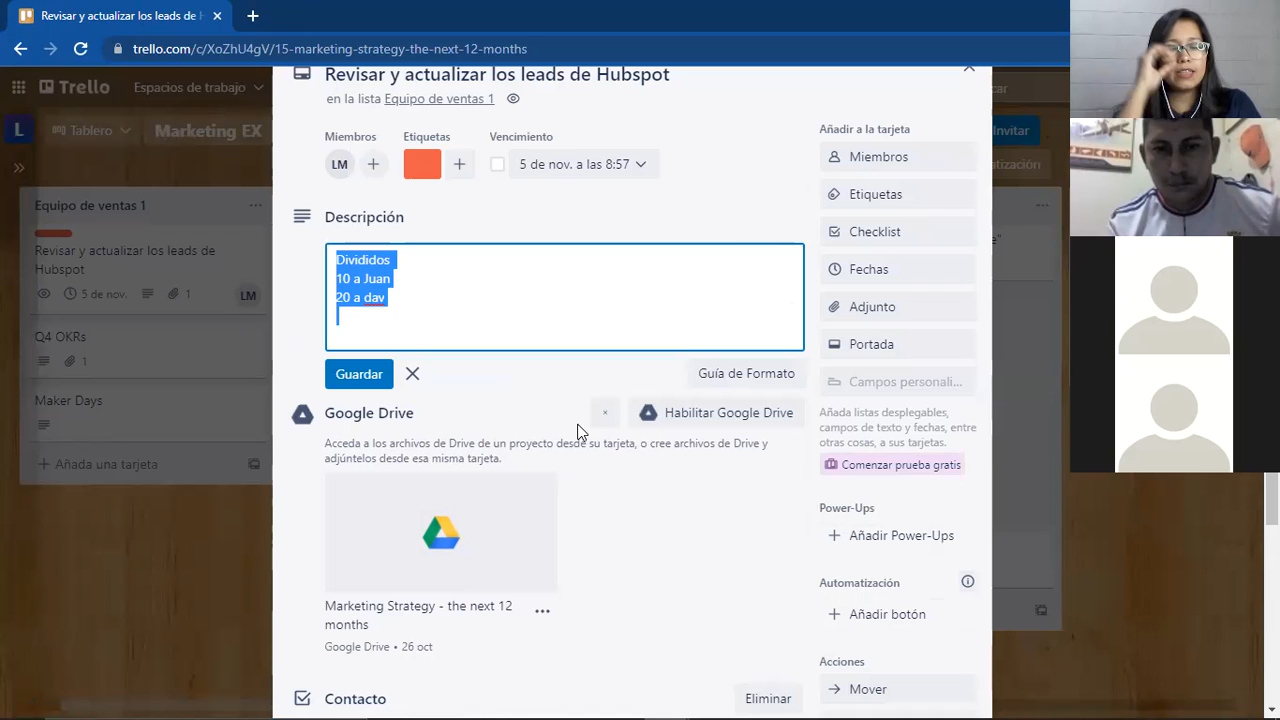 Revisar y actualizar los leads de H
trello.com/c/XoZhU4gV/15-marketing-strategy-the-next-12-months
Trello
Espacios de trabajo
car
L
Tablero
Marketing EX
Invitar
tización
Equipo de ventas 1
Revisar y actualizar los leads de
Hubspot
5 de nov.
1
LM
Q4 OKRs
1
Maker Days
Añada una tarjeta
Revisar y actualizar los leads de Hubspot
en la lista Equipo de ventas 1
Miembros
Etiquetas
Vencimiento
LM
5 de nov. a las 8:57
Descripción
Divididos
10 a Juan
20 a dav
Guardar
Guía de Formato
Google Drive
Habilitar Google Drive
Acceda a los archivos de Drive de un proyecto desde su tarjeta, o cree archivos de Drive y
adjúntelos desde esa misma tarjeta.
Marketing Strategy - the next 12
months
Google Drive • 26 oct
Contacto
Eliminar
Añadir a la tarjeta
Miembros
Etiquetas
Checklist
Fechas
Adjunto
Portada
Campos personali...
Añada listas desplegables,
campos de texto y fechas, entre
otras cosas, a sus tarjetas.
Comenzar prueba gratis
Power-Ups
Añadir Power-Ups
Automatización
Añadir botón
Acciones
Mover